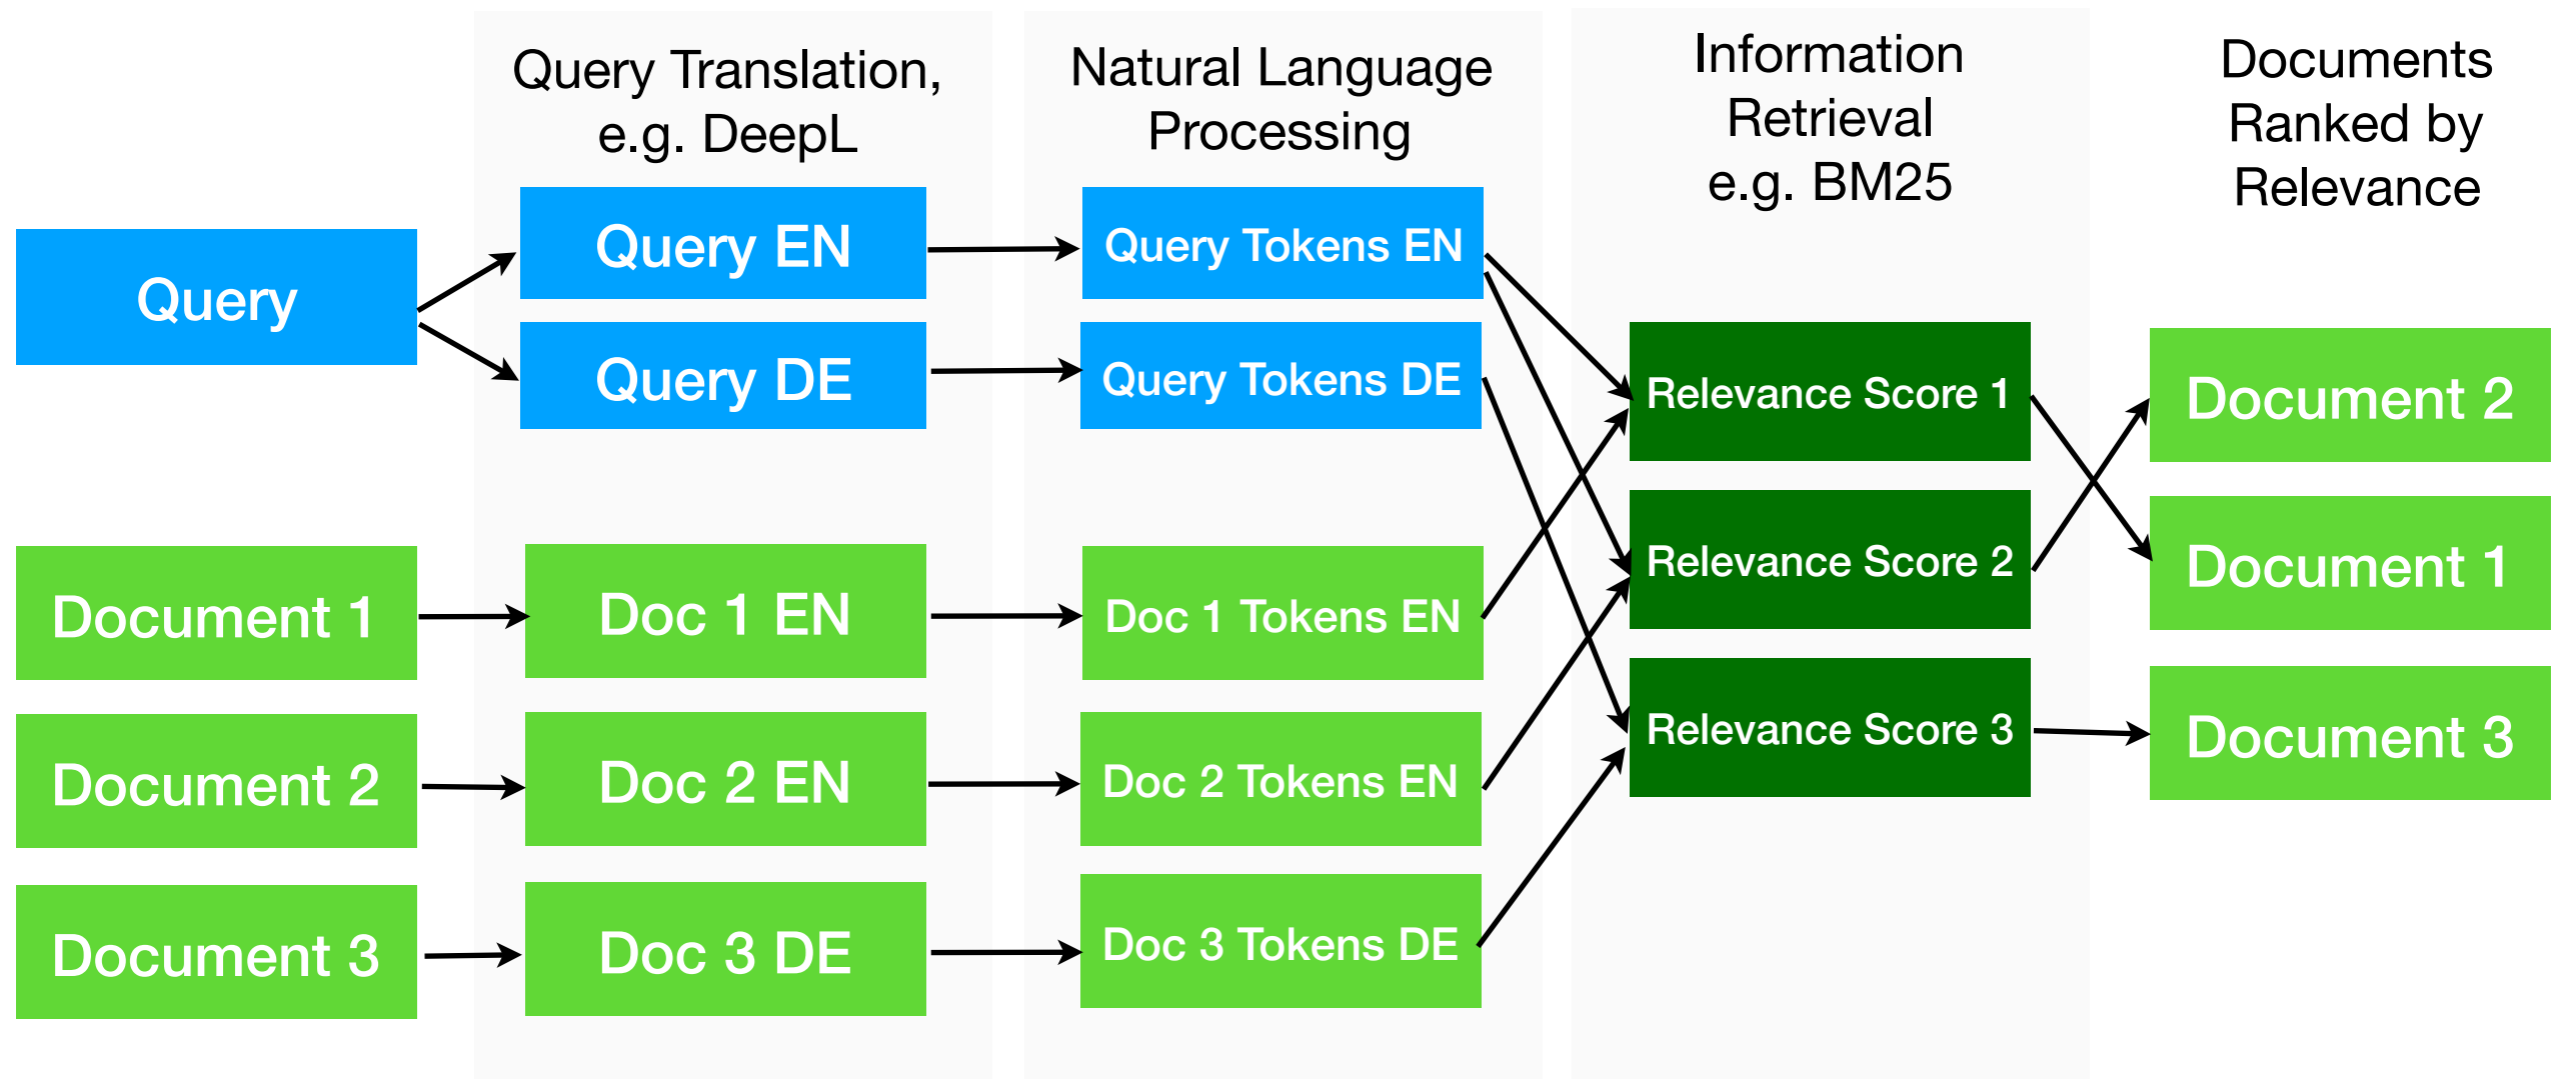 Query Translation,
e.g. DeepL
Natural Language
Processing
Information
Retrieval
e.g. BM25
Documents
Ranked by
Relevance
Query
Query EN
Query DE
Query Tokens EN
Query Tokens DE
Document 1
Doc 1 EN
Doc 1 Tokens EN
Document 2
Doc 2 EN
Doc 2 Tokens EN
Document 3
Doc 3 DE
Doc 3 Tokens DE
Relevance Score 1
Relevance Score 2
Relevance Score 3
Document 2
Document 1
Document 3